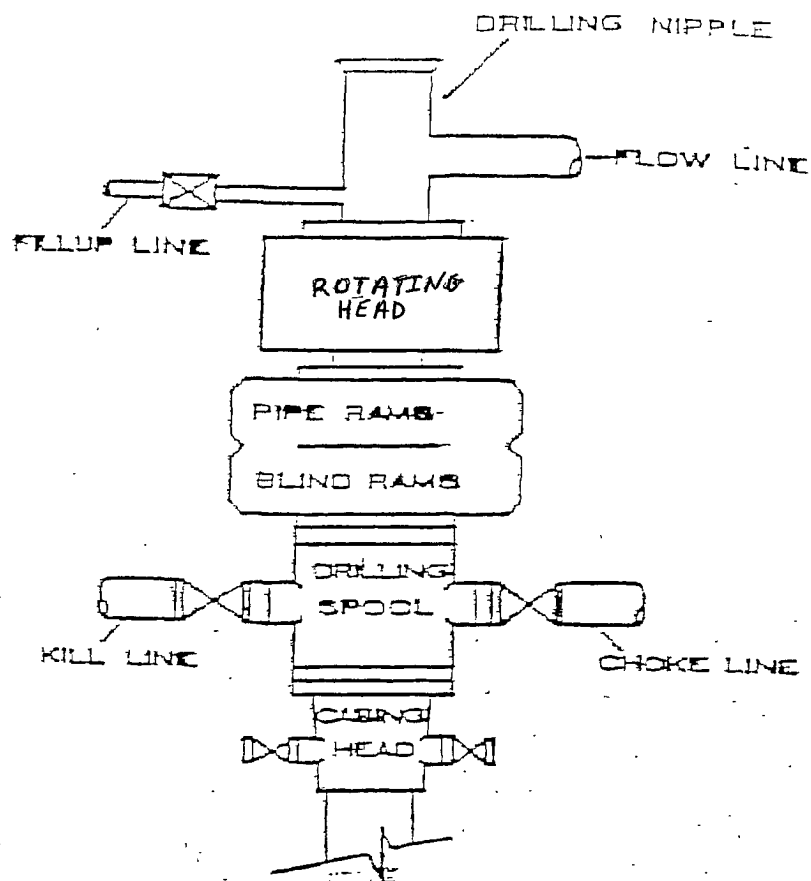 DRILLING NIPPLE
FLOW LINE
FILLUP LINE
ROTATING
HEAD
PIPE RAMS
BLIND RAMS
DRILLING
SPOOL
KILL LINE
CHOKE LINE
HEAD